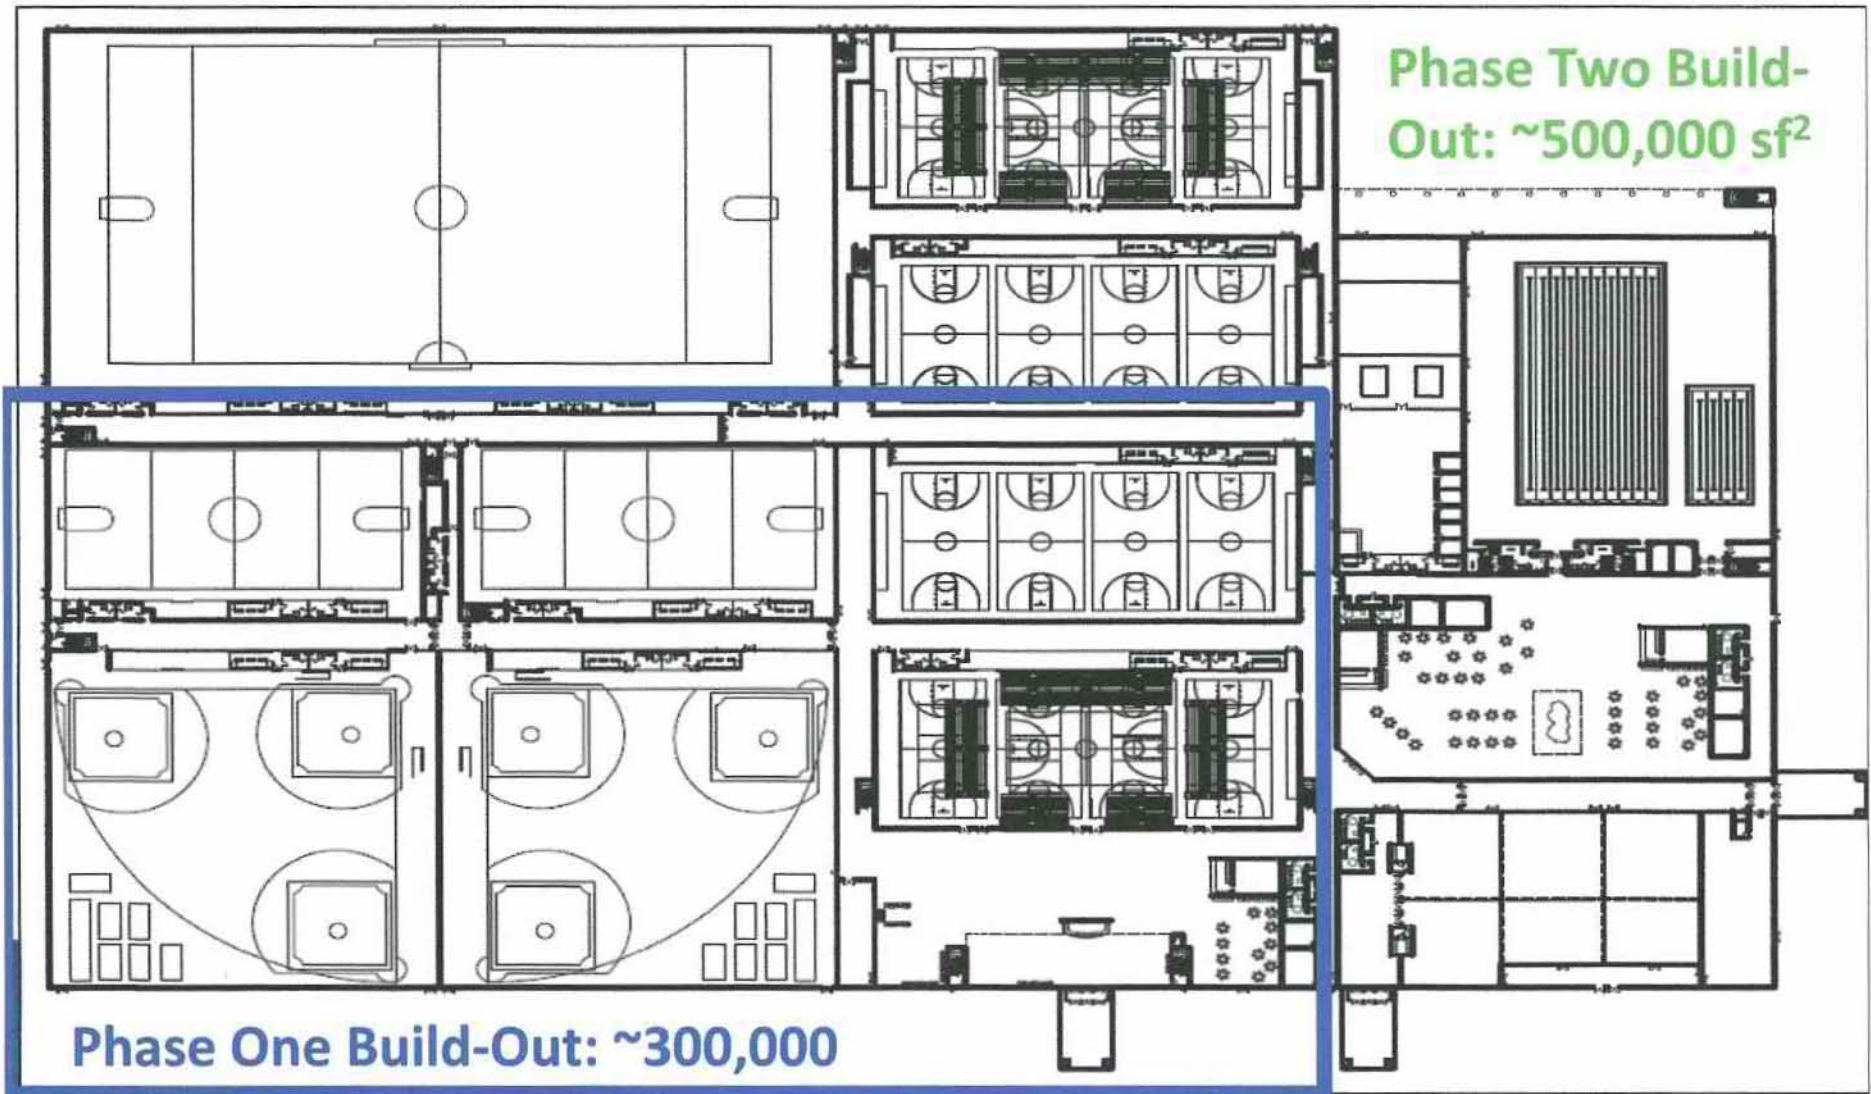 Phase Two Build-
Out: ~500,000 sf²
Phase One Build-Out: ~300,000